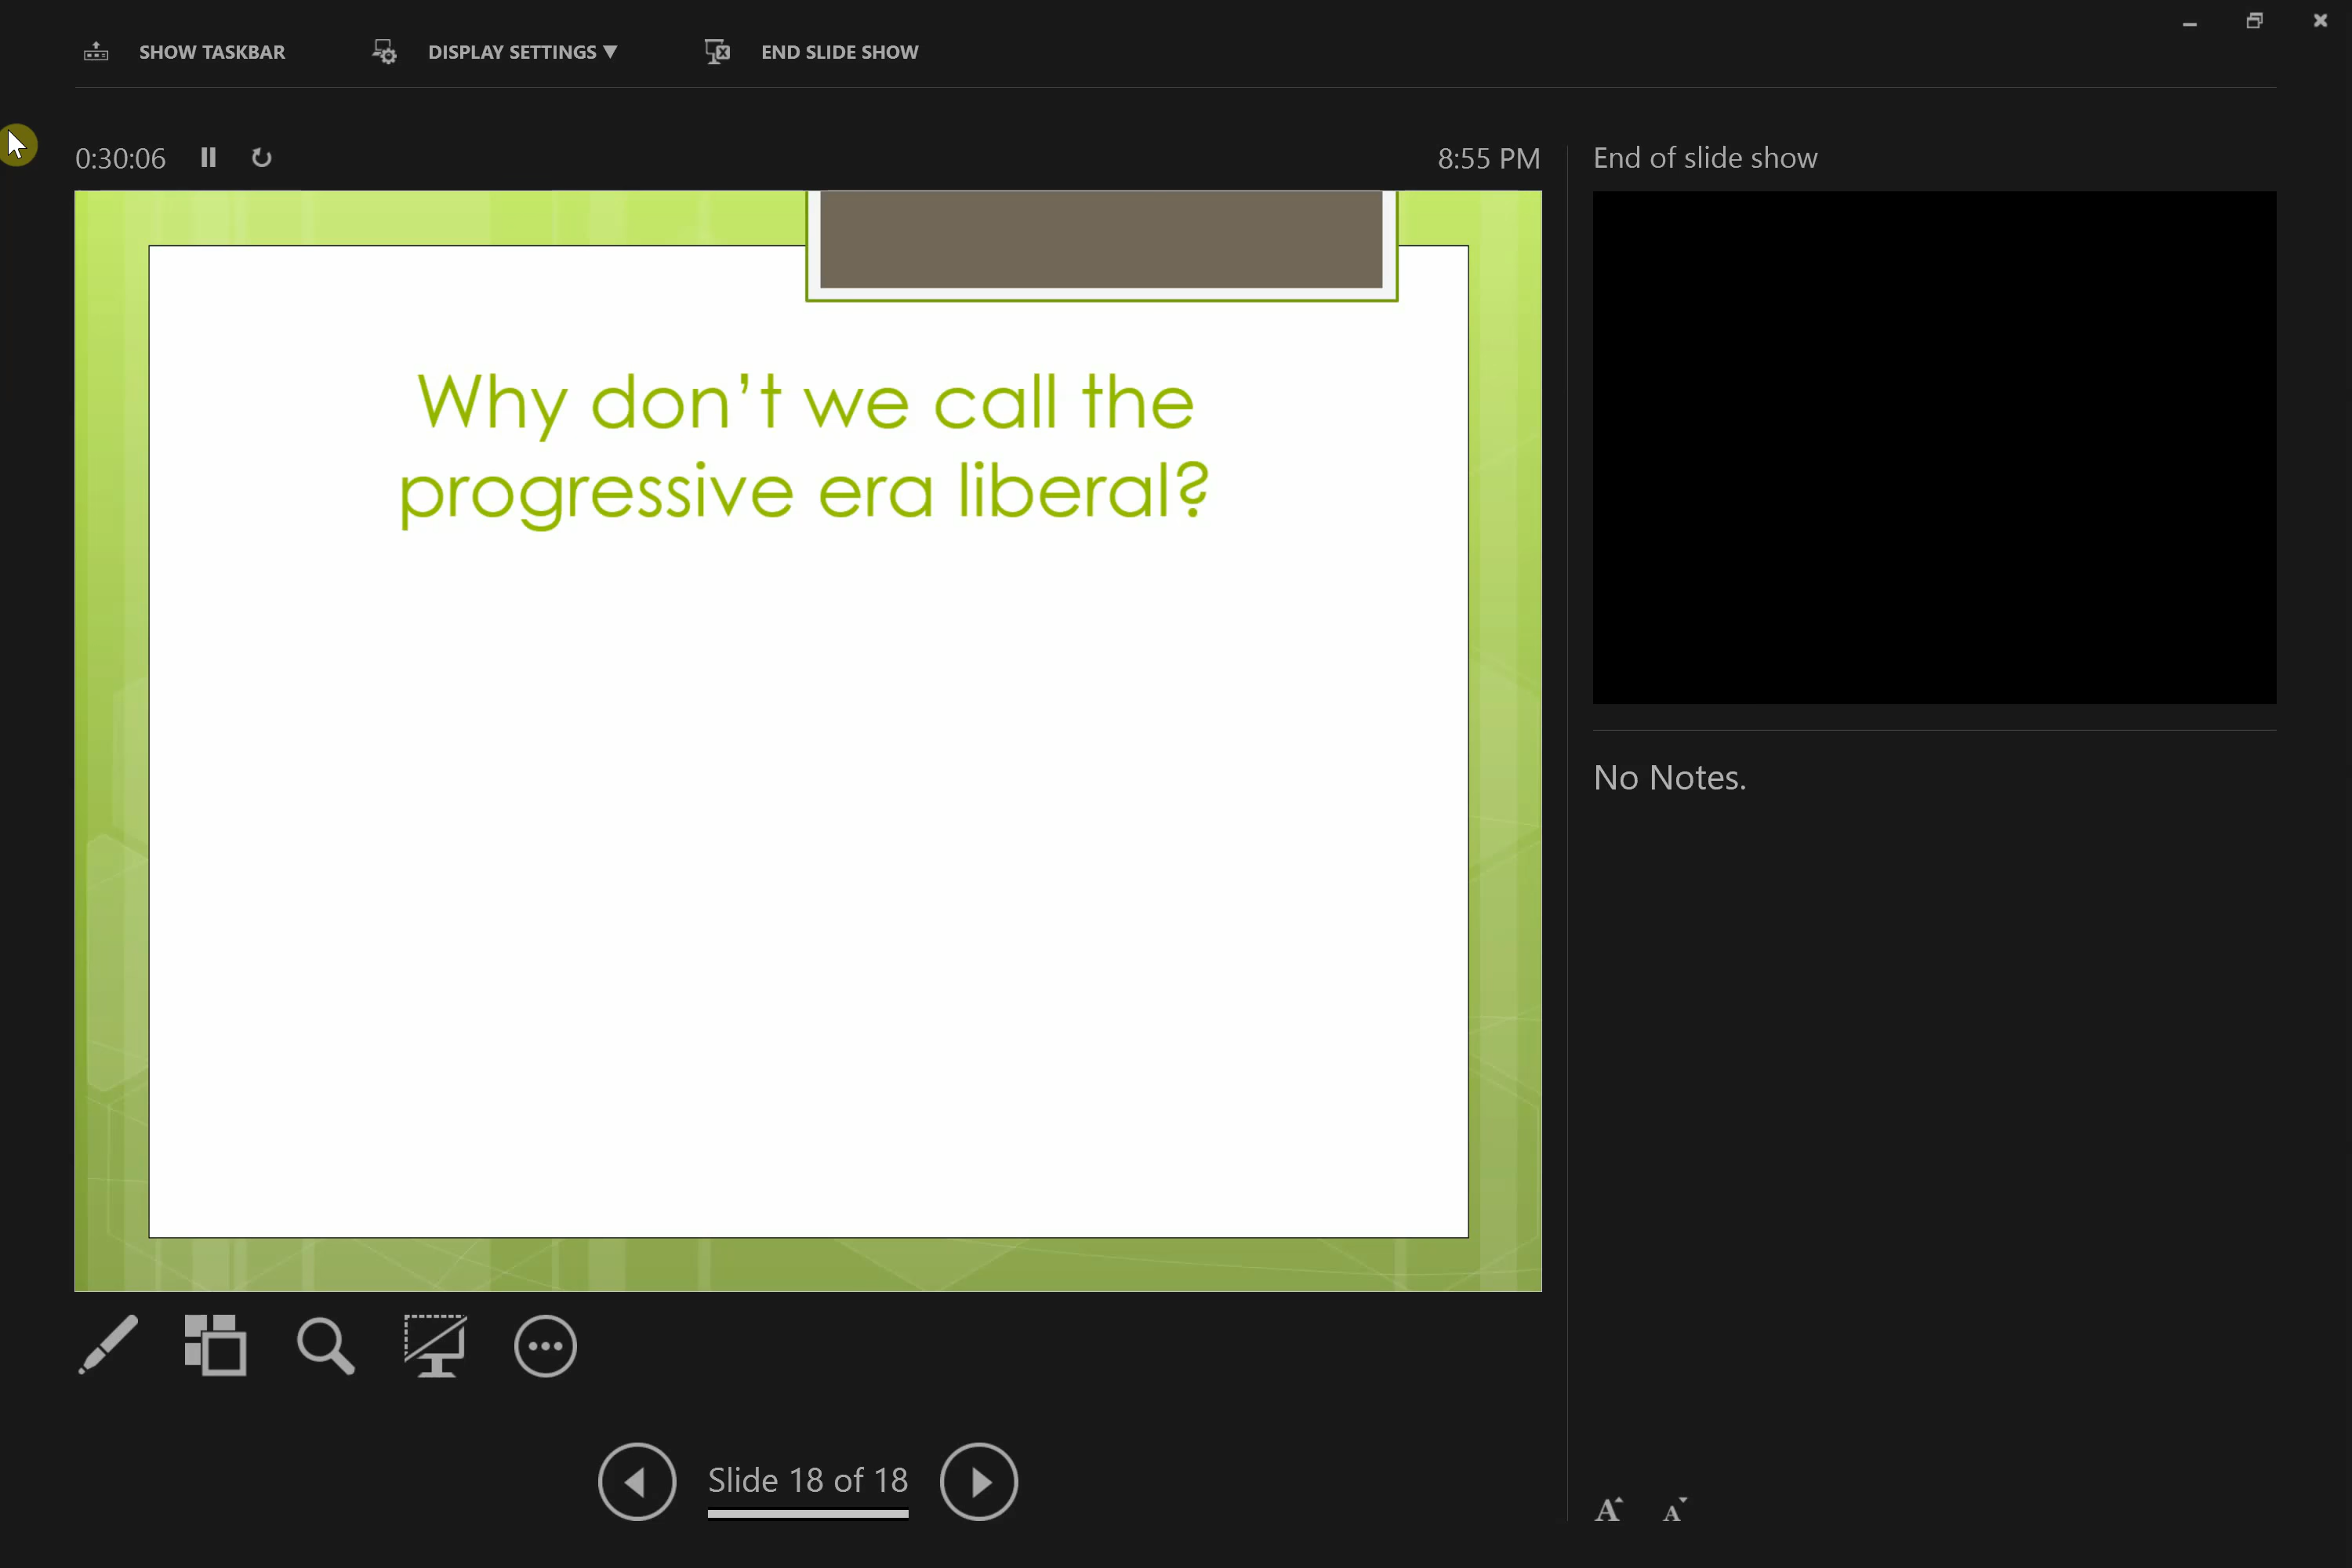 SHOW TASKBAR
DISPLAY SETTINGS ▼
END SLIDE SHOW
0:30:06
8:55 PM
End of slide show
Why don’t we call the
progressive era liberal?
No Notes.
Slide 18 of 18
A
A